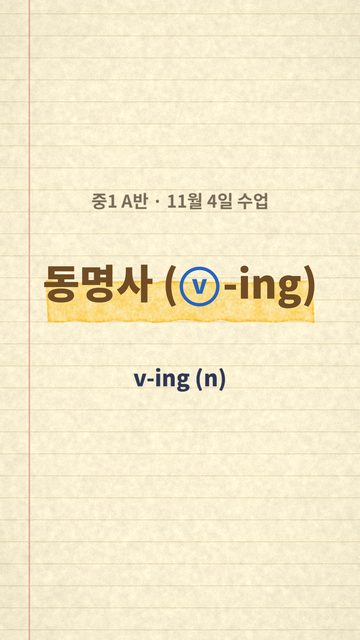 중1 A반 · 11월 4일 수업
동명사 (ⓥ-ing)
v-ing (n)